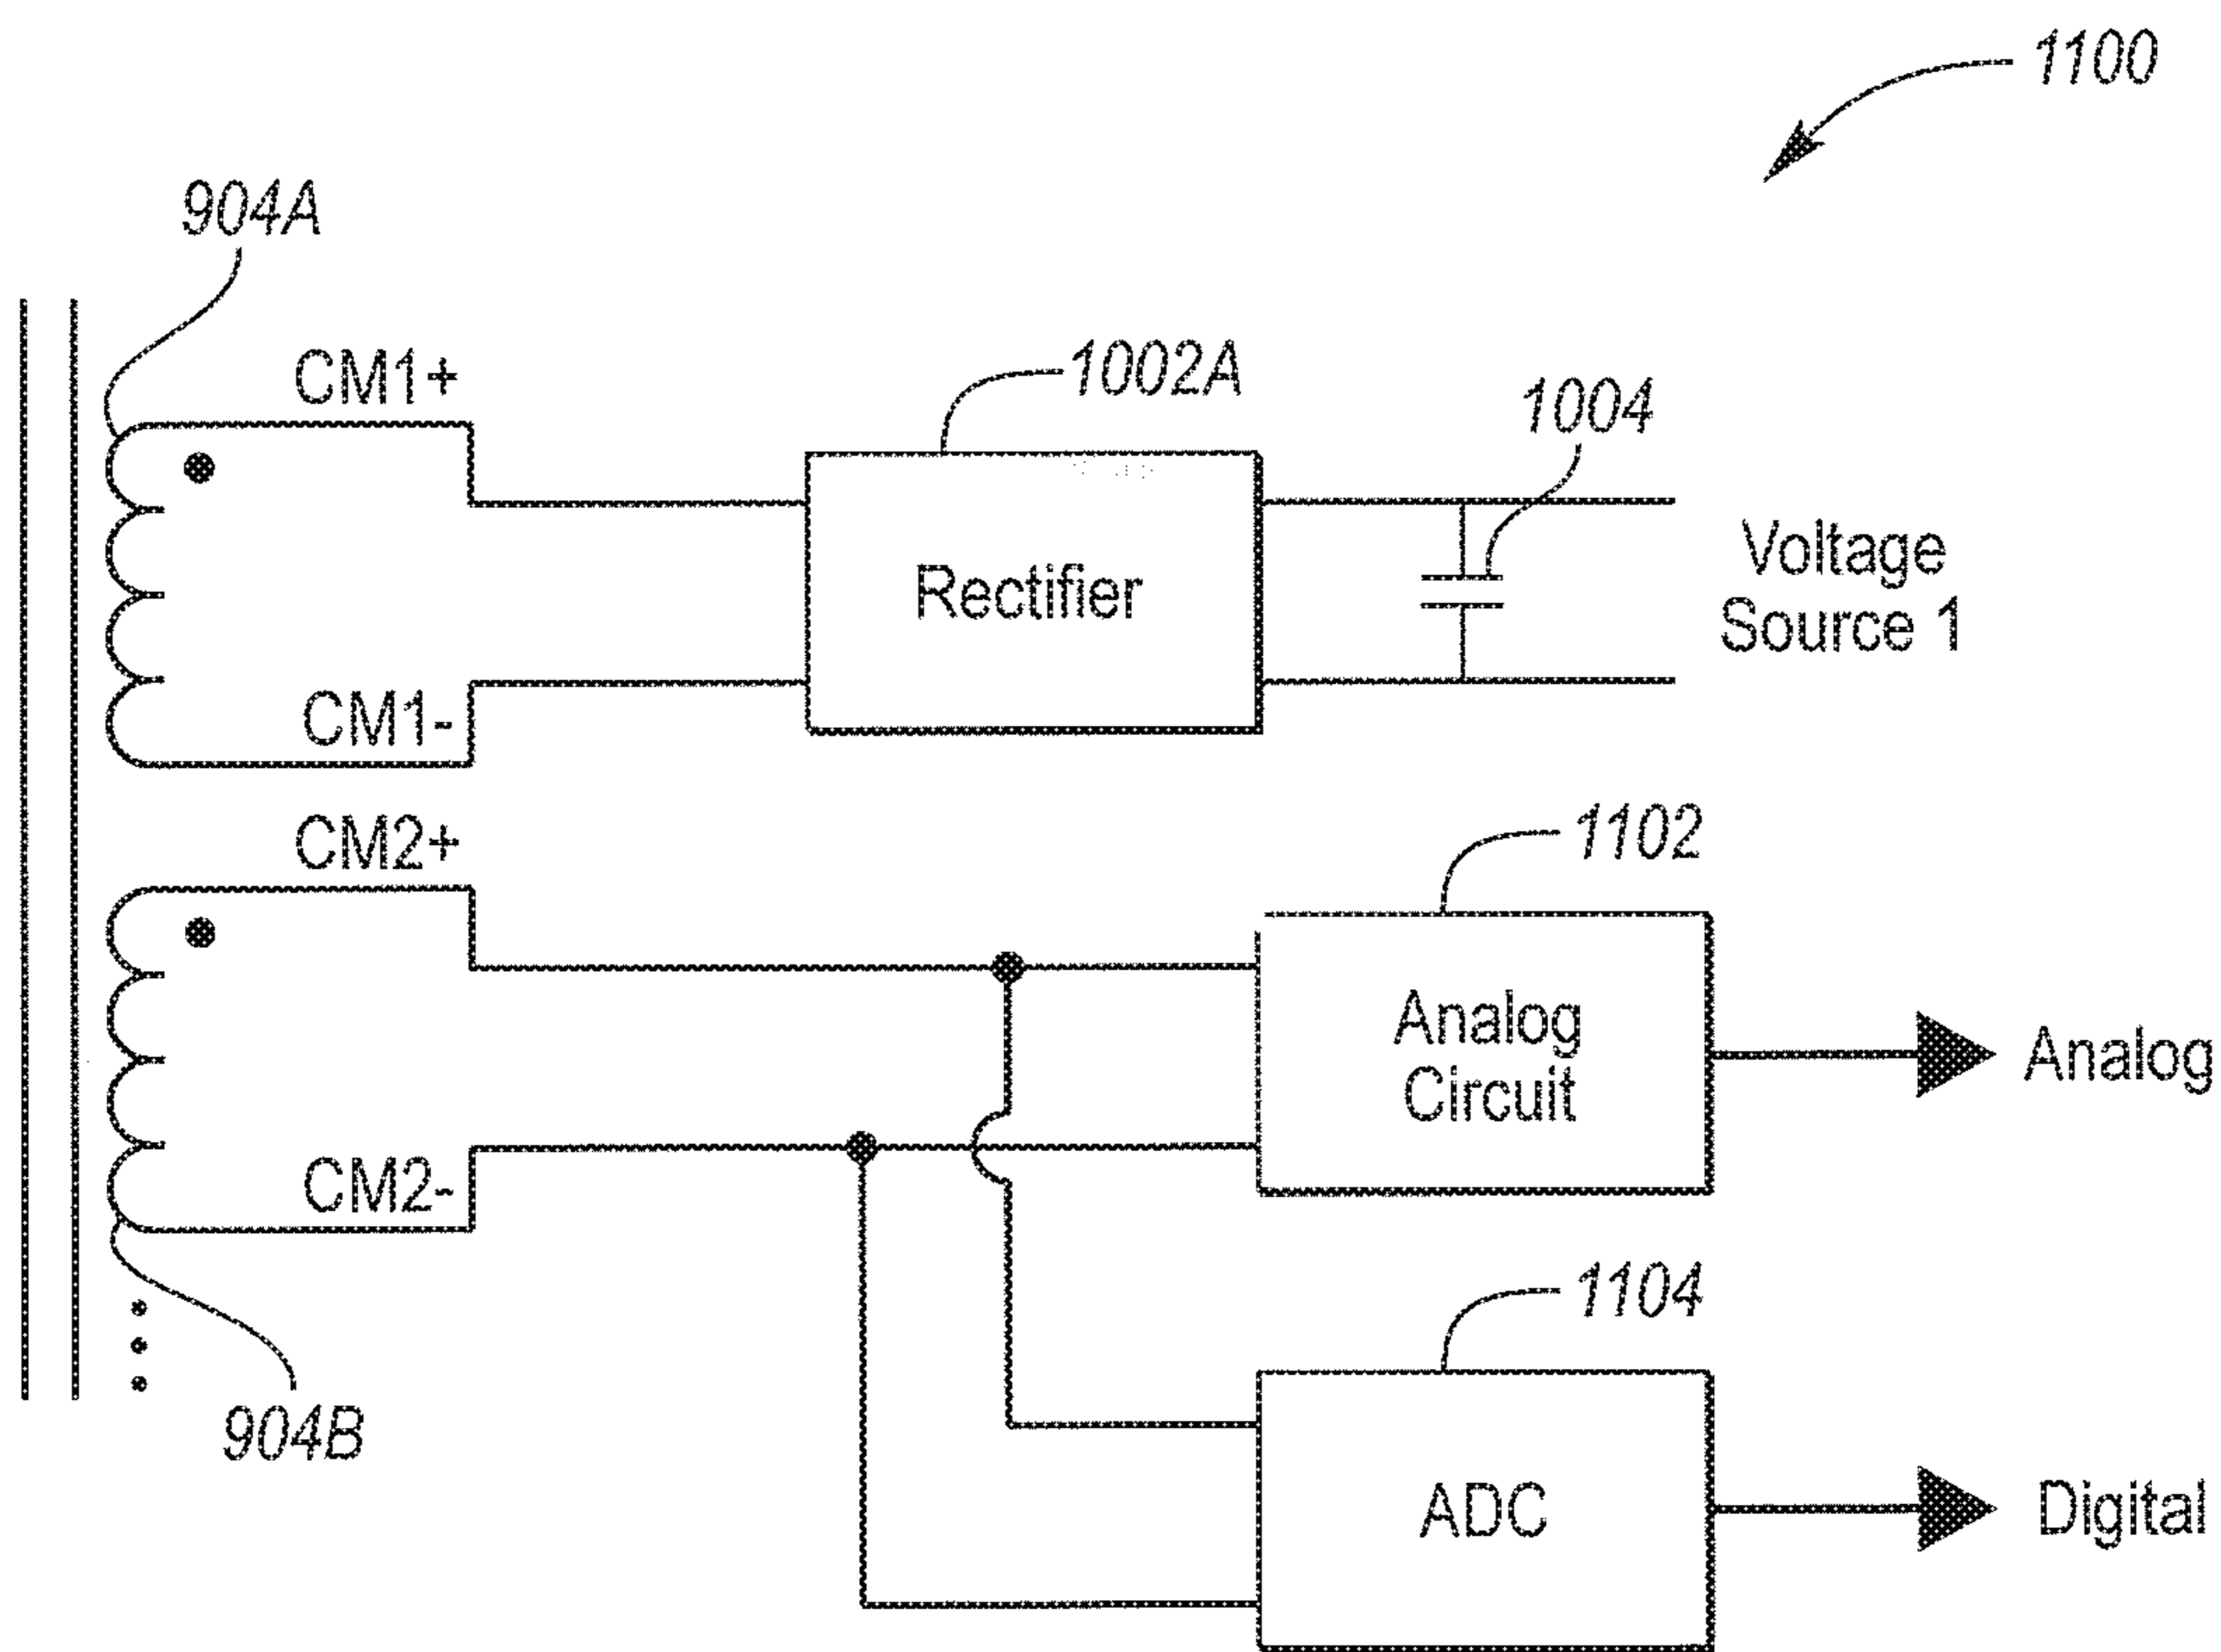 1100
904A
CM1+
1002A
1004
Rectifier
Voltage
Source 1
CM1-
CM2+
1102
Analog
Circuit
Analog
CM2-
1104
904B
ADC
Digital